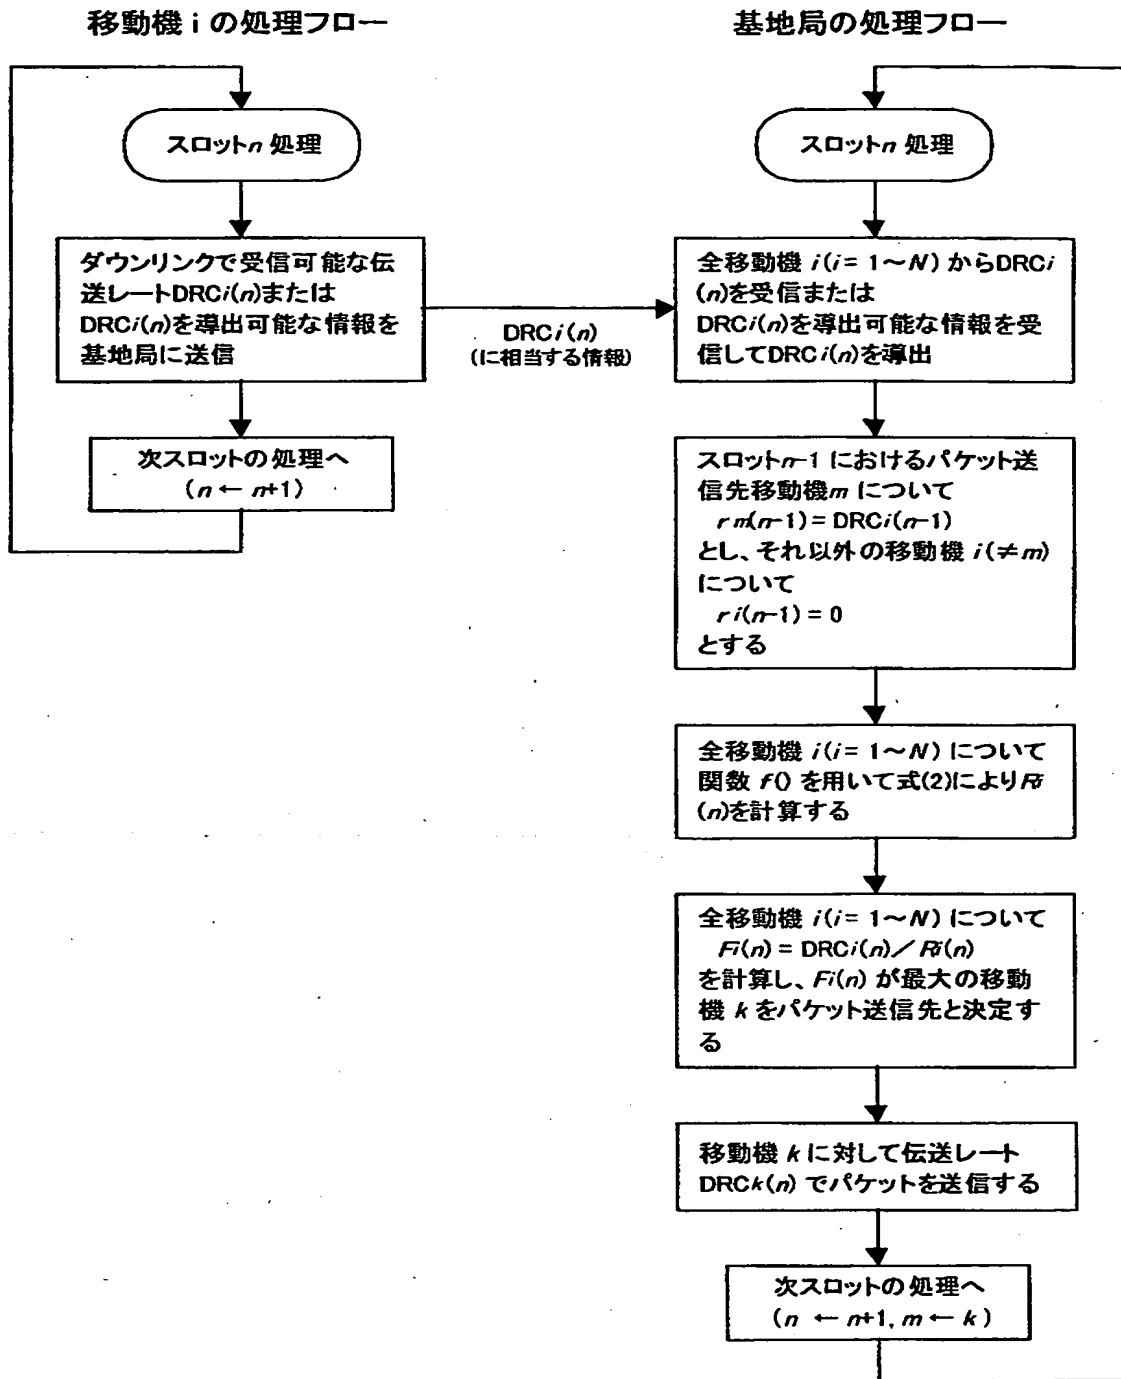 移動機 i の処理フロー
スロットn 処理
ダウンリンクで受信可能な伝
送レートDRCi(n)または
DRCi(n)を導出可能な情報を
基地局に送信
次スロットの処理へ
(n ← n+1)
DRCi(n)
(に相当する情報)
基地局の処理フロー
スロットn 処理
全移動機 i(i= 1～N) からDRCi
(n)を受信または
DRCi(n)を導出可能な情報を受
信してDRCi(n)を導出
スロットn-1 におけるパケット送
信先移動機m について
rm(n-1) = DRCi(n-1)
とし、それ以外の移動機 i(≠m)
について
ri(n-1) = 0
とする
全移動機 i(i= 1～N) について
関数 f() を用いて式(2)によりRi
(n)を計算する
全移動機 i(i= 1～N) について
Fi(n) = DRCi(n)／Ri(n)
を計算し、Fi(n) が最大の移動
機 k をパケット送信先と決定す
る
移動機 k に対して伝送レート
DRCk(n) でパケットを送信する
次スロットの処理へ
(n ← n+1, m ← k)